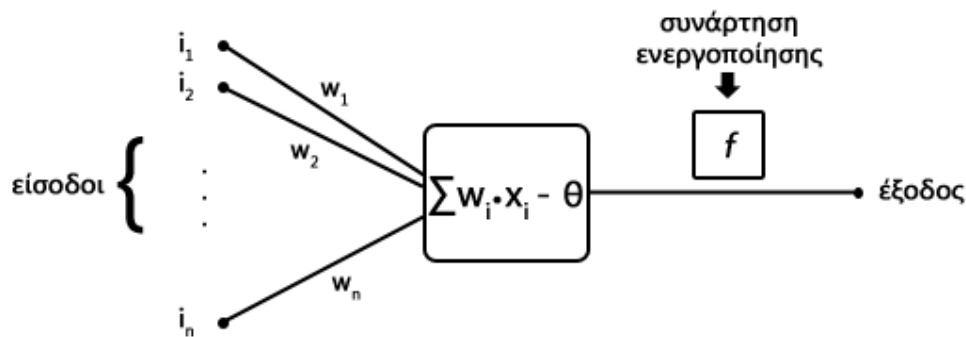 συνάρτηση
ενεργοποίησης
i₁
i₂
w₁
w₂
f
είσοδοι {
.
.
.
∑wᵢ·xᵢ - θ
έξοδος
wₙ
iₙ